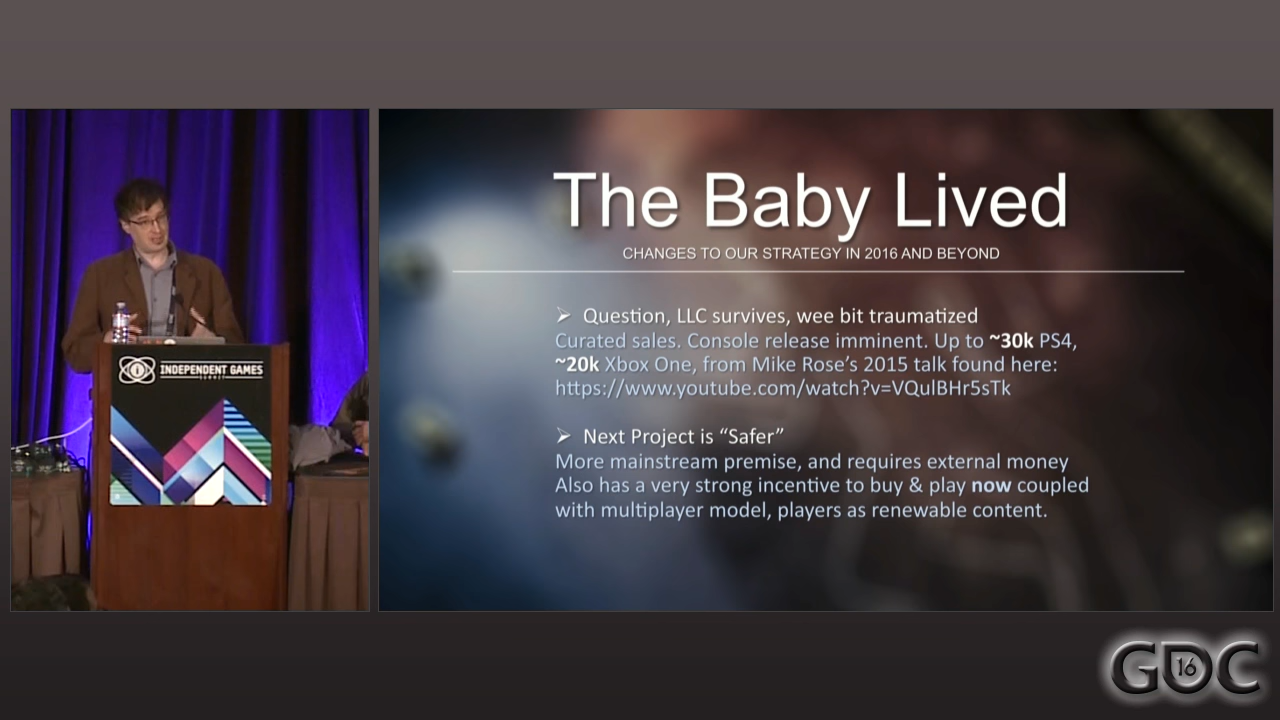 The Baby Lived
CHANGES TO OUR STRATEGY IN 2016 AND BEYOND
➢ Question, LLC survives, wee bit traumatized
Curated sales. Console release imminent. Up to ~30k PS4,
~20k Xbox One, from Mike Rose’s 2015 talk found here:
https://www.youtube.com/watch?v=VQulBHr5sTk
➢ Next Project is “Safer”
More mainstream premise, and requires external money
Also has a very strong incentive to buy & play now coupled
with multiplayer model, players as renewable content.
INDEPENDENT GAMES
SUMMIT
GDC
16